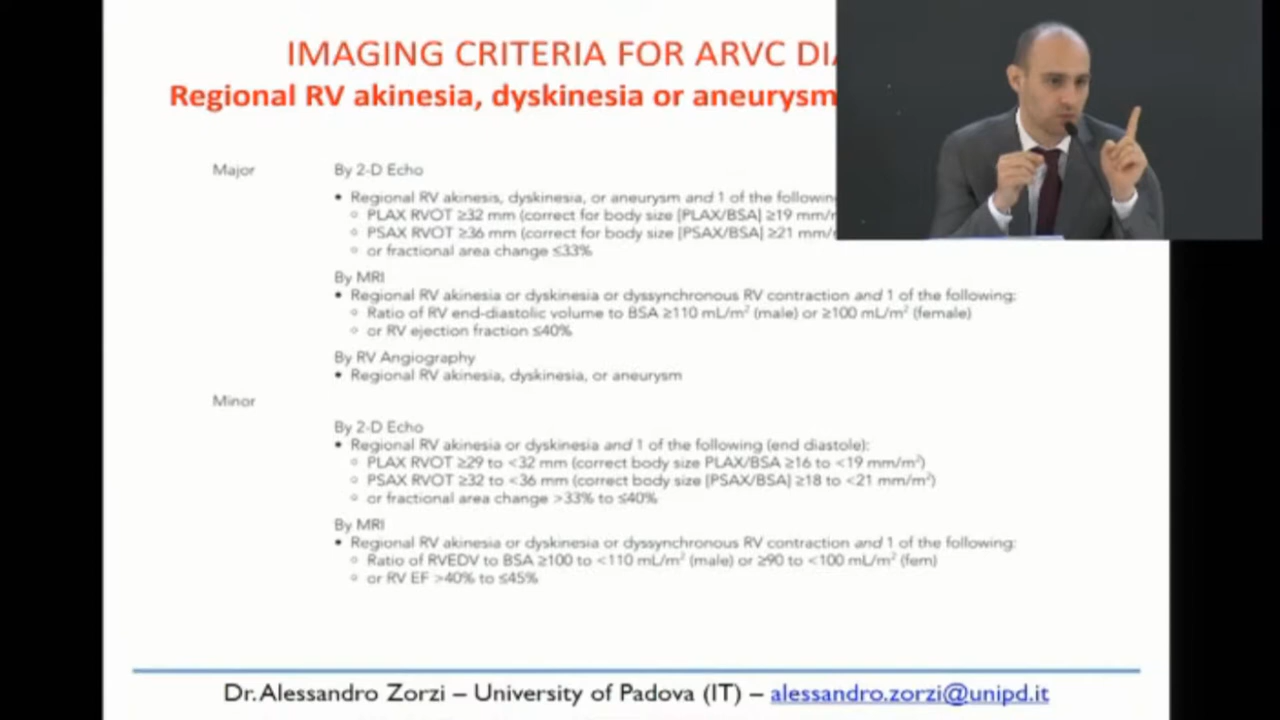 IMAGING CRITERIA FOR ARVC
Regional RV akinesia, dyskinesia or aneurysm
Major
By 2-D Echo
• Regional RV akinesis, dyskinesia, or aneurysm and 1 of the
° PLAX RVOT ≥32 mm (correct for body size [PLAX/BSA] ≥19
° PSAX RVOT ≥36 mm (correct for body size [PSAX/BSA] ≥21
° or fractional area change ≤33%
By MRI
• Regional RV akinesia or dyskinesia or dyssynchronous RV contraction and 1 of the following:
° Ratio of RV end-diastolic volume to BSA ≥110 mL/m² (male) or ≥100 mL/m² (female)
° or RV ejection fraction ≤40%
By RV Angiography
• Regional RV akinesia, dyskinesia, or aneurysm
Minor
By 2-D Echo
• Regional RV akinesia or dyskinesia and 1 of the following (end diastole):
° PLAX RVOT ≥29 to <32 mm (correct body size PLAX/BSA ≥16 to <19 mm/m²)
° PSAX RVOT ≥32 to <36 mm (correct body size [PSAX/BSA] ≥18 to <21 mm/m²)
° or fractional area change >33% to ≤40%
By MRI
• Regional RV akinesia or dyskinesia or dyssynchronous RV contraction and 1 of the following:
° Ratio of RVEDV to BSA ≥100 to <110 mL/m² (male) or ≥90 to <100 mL/m² (fem)
° or RV EF >40% to ≤45%
Dr. Alessandro Zorzi – University of Padova (IT) – alessandro.zorzi@unipd.it